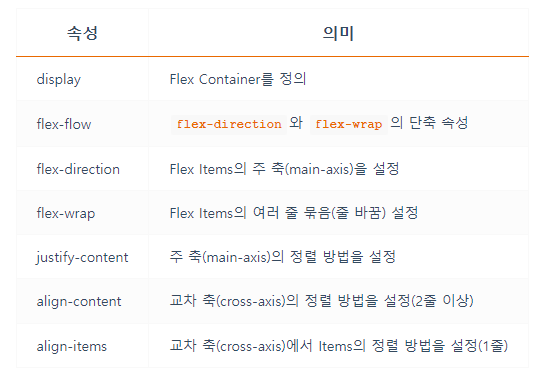 속성 의미
display Flex Container를 정의
flex-flow flex-direction 와 flex-wrap 의 단축 속성
flex-direction Flex Items의 주 축(main-axis)을 설정
flex-wrap Flex Items의 여러 줄 묶음(줄 바꿈) 설정
justify-content 주 축(main-axis)의 정렬 방법을 설정
align-content 교차 축(cross-axis)의 정렬 방법을 설정(2줄 이상)
align-items 교차 축(cross-axis)에서 Items의 정렬 방법을 설정(1줄)